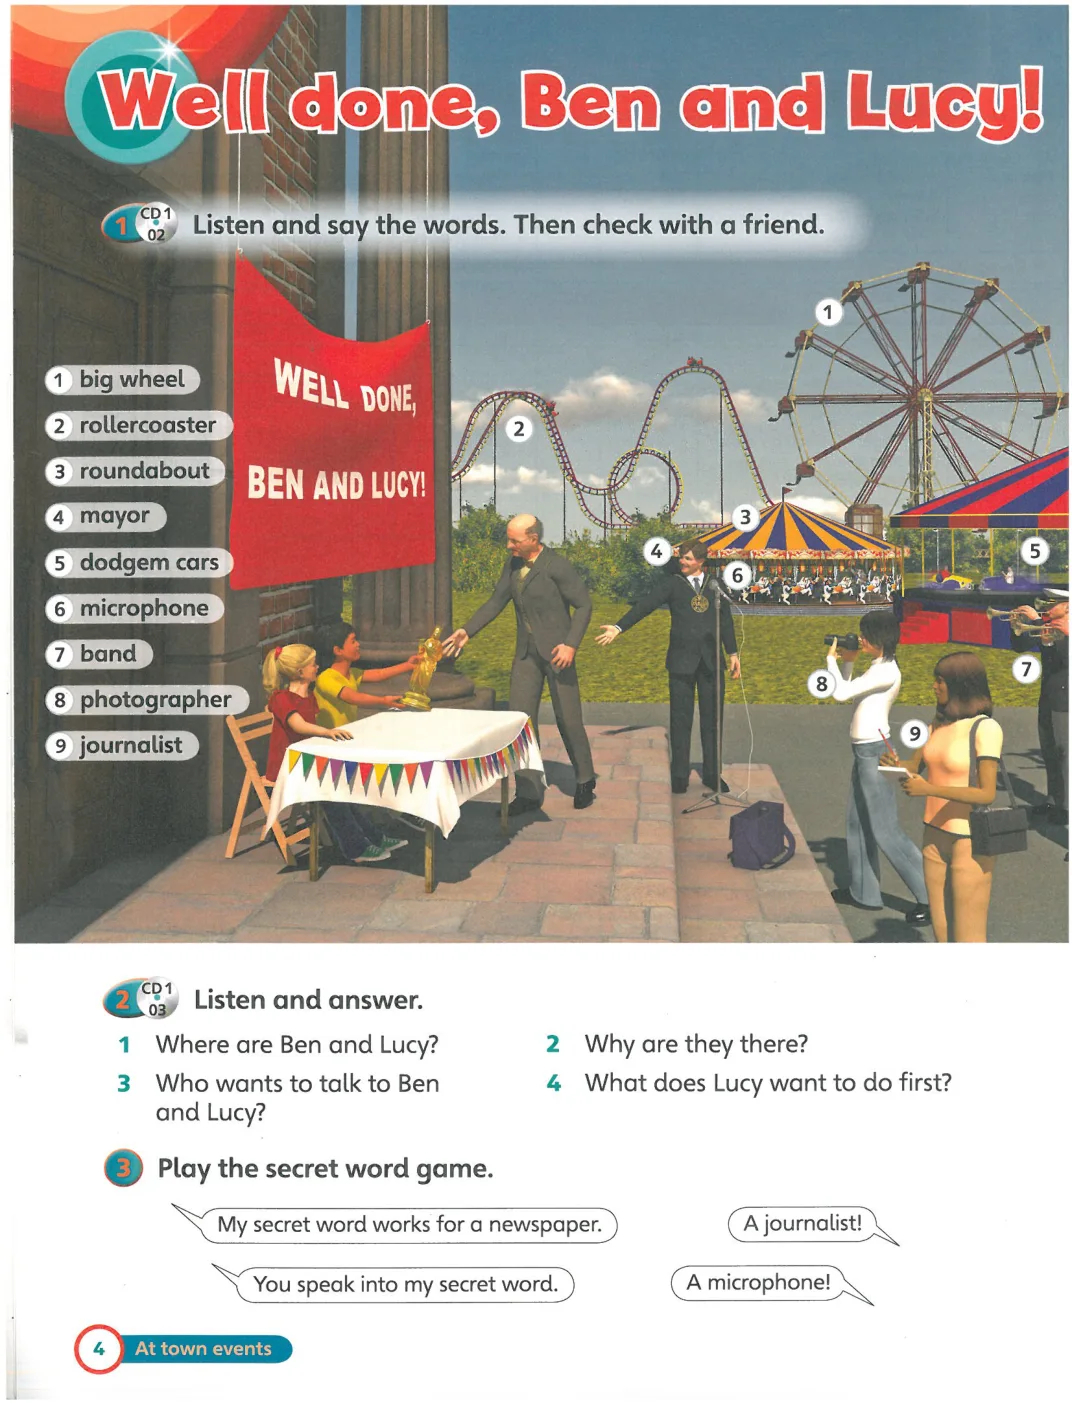 Well done, Ben and Lucy!
1 CD1 02 Listen and say the words. Then check with a friend.
WELL DONE,
BEN AND LUCY!
1 big wheel
2 rollercoaster
3 roundabout
4 mayor
5 dodgem cars
6 microphone
7 band
8 photographer
9 journalist
1
2
3
4
5
6
7
8
9
2 CD1 03 Listen and answer.
1 Where are Ben and Lucy?
2 Why are they there?
3 Who wants to talk to Ben
and Lucy?
4 What does Lucy want to do first?
3 Play the secret word game.
My secret word works for a newspaper.
A journalist!
You speak into my secret word.
A microphone!
4 At town events